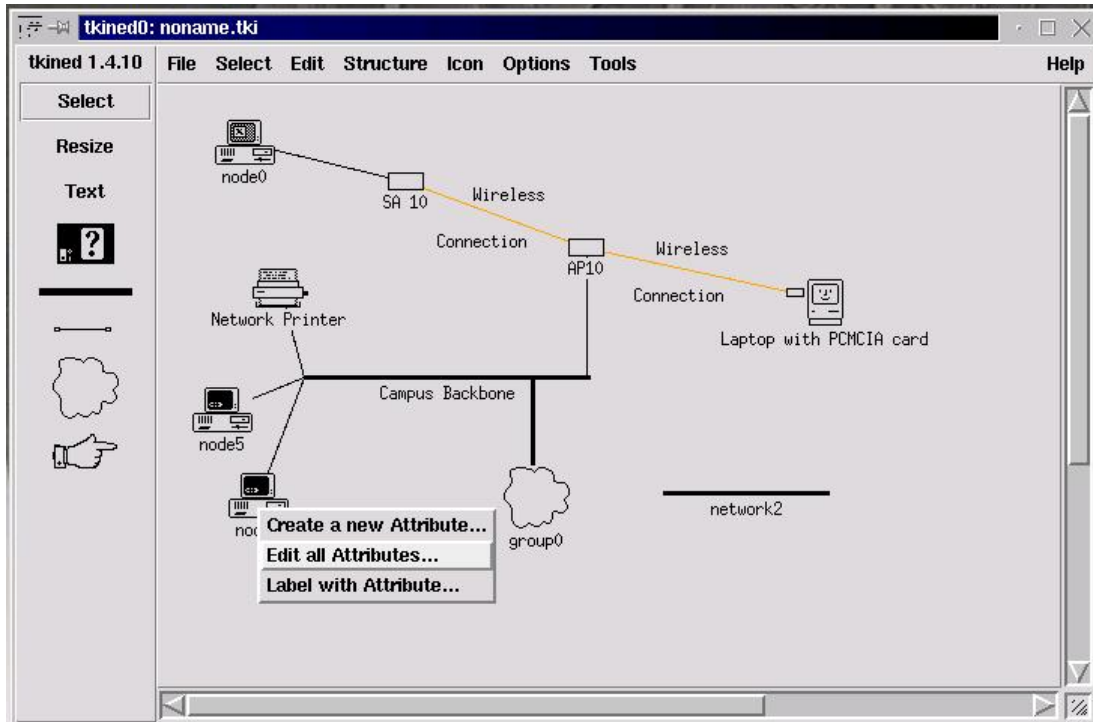 tkined0: noname.tki
tkined 1.4.10
File Select Edit Structure Icon Options Tools Help
Select
Resize
Text
?
node0
SA 10
Wireless
Connection
AP10
Wireless
Connection
Laptop with PCMCIA card
Network Printer
Campus Backbone
node5
Create a new Attribute...
Edit all Attributes...
Label with Attribute...
group0
network2